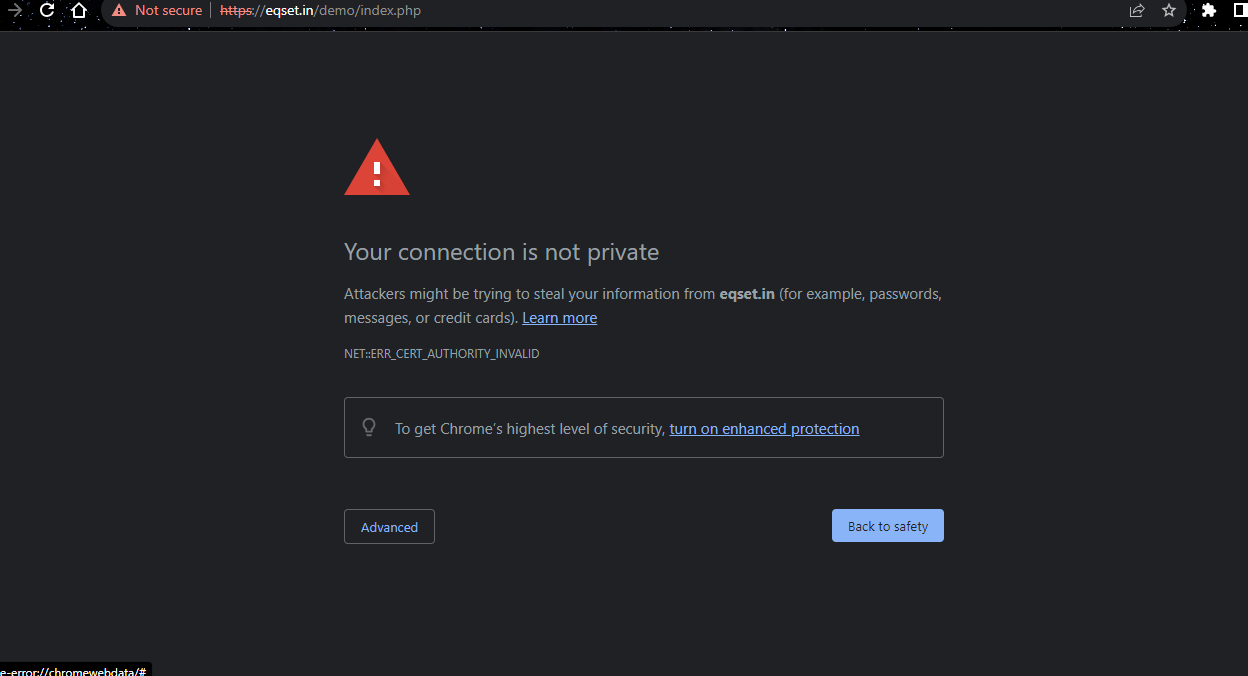 Not secure | https://eqset.in/demo/index.php
Your connection is not private
Attackers might be trying to steal your information from eqset.in (for example, passwords,
messages, or credit cards). Learn more
NET::ERR_CERT_AUTHORITY_INVALID
To get Chrome's highest level of security, turn on enhanced protection
Advanced
Back to safety
e-error://chromewebdata/#